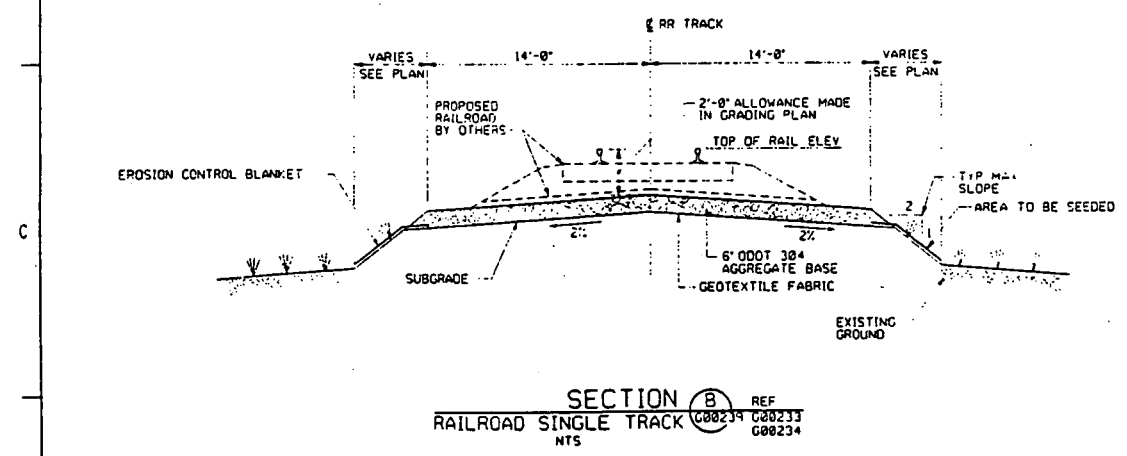 ℄ RR TRACK
VARIES
SEE PLAN
14'-0"
14'-0"
VARIES
SEE PLAN
PROPOSED
RAILROAD
BY OTHERS
2'-0" ALLOWANCE MADE
IN GRADING PLAN
TOP OF RAIL ELEV
EROSION CONTROL BLANKET
TYP MAX
SLOPE
2
1
AREA TO BE SEEDED
C
2%
2%
SUBGRADE
6" ODOT 304
AGGREGATE BASE
GEOTEXTILE FABRIC
EXISTING
GROUND
SECTION B REF
RAILROAD SINGLE TRACK G00239 G00233
NTS G00234